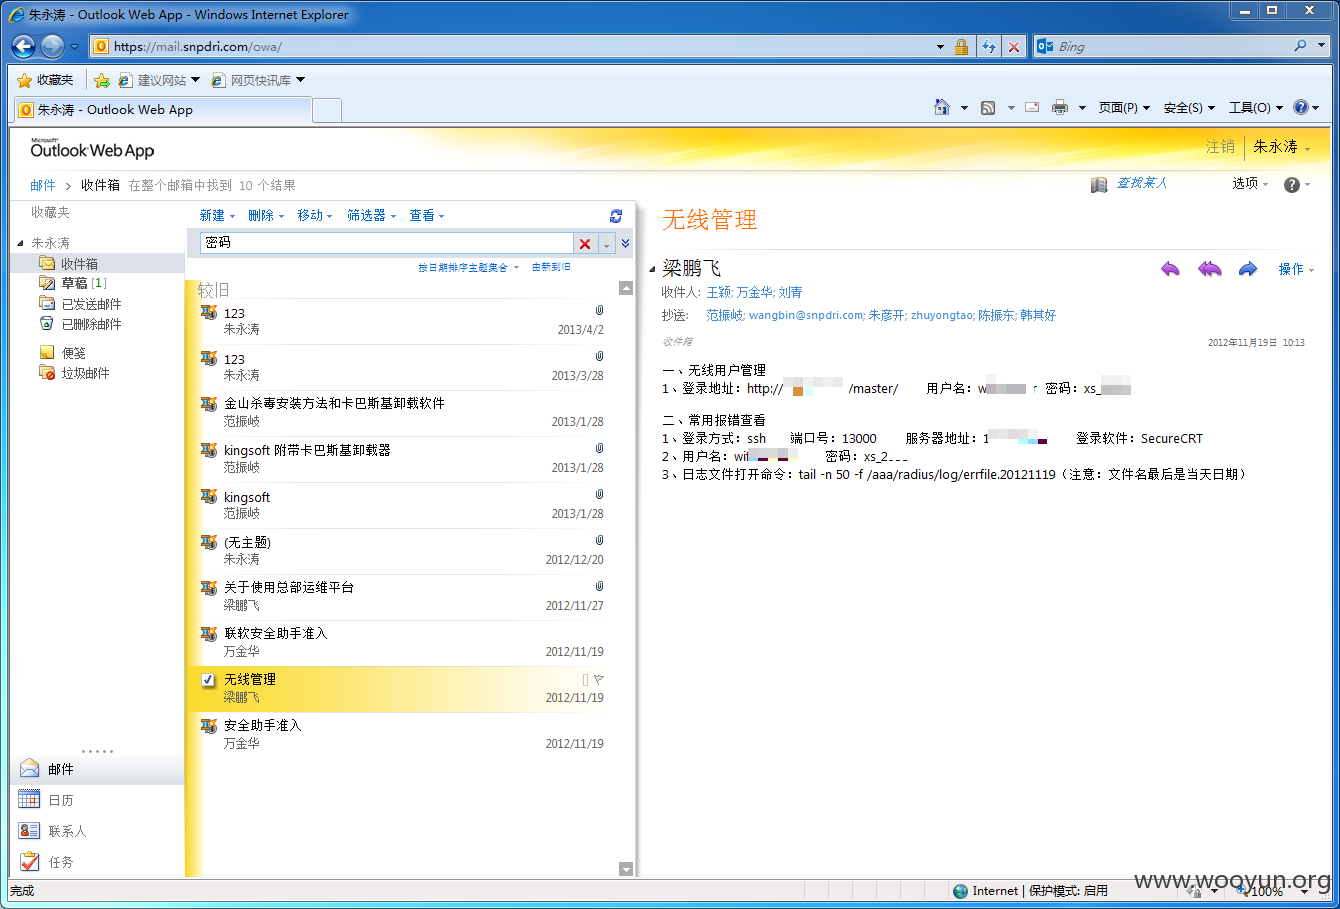 朱永涛 - Outlook Web App - Windows Internet Explorer
https://mail.snpdri.com/owa/
Bing
收藏夹 建议网站 网页快讯库
朱永涛 - Outlook Web App
页面(P) 安全(S) 工具(O)
Microsoft
Outlook Web App
注销 朱永涛
邮件 > 收件箱 在整个邮箱中找到 10 个结果
查找某人 选项
收藏夹
朱永涛
收件箱
草稿 [1]
已发送邮件
已删除邮件
便笺
垃圾邮件
邮件
日历
联系人
任务
新建 删除 移动 筛选器 查看
密码
按日期排序主题集合 由新到旧
较旧
123
朱永涛 2013/4/2
123
朱永涛 2013/3/28
金山杀毒安装方法和卡巴斯基卸载软件
范振岐 2013/1/28
kingsoft 附带卡巴斯基卸载器
范振岐 2013/1/28
kingsoft
范振岐 2013/1/28
(无主题)
朱永涛 2012/12/20
关于使用总部运维平台
梁鹏飞 2012/11/27
联软安全助手准入
万金华 2012/11/19
无线管理
梁鹏飞 2012/11/19
安全助手准入
万金华 2012/11/19
无线管理
梁鹏飞
操作
收件人: 王颖; 万金华; 刘青
抄送: 范振岐; wangbin@snpdri.com; 朱彦开; zhuyongtao; 陈振东; 韩其好
收件箱 2012年11月19日 10:13
一、无线用户管理
1、登录地址：http:// /master/ 用户名：w r 密码：xs_
二、常用报错查看
1、登录方式：ssh 端口号：13000 服务器地址：1 登录软件：SecureCRT
2、用户名：wif 密码：xs_2
3、日志文件打开命令：tail -n 50 -f /aaa/radius/log/errfile.20121119（注意：文件名最后是当天日期）
完成
Internet | 保护模式: 启用
100%
www.wooyun.org